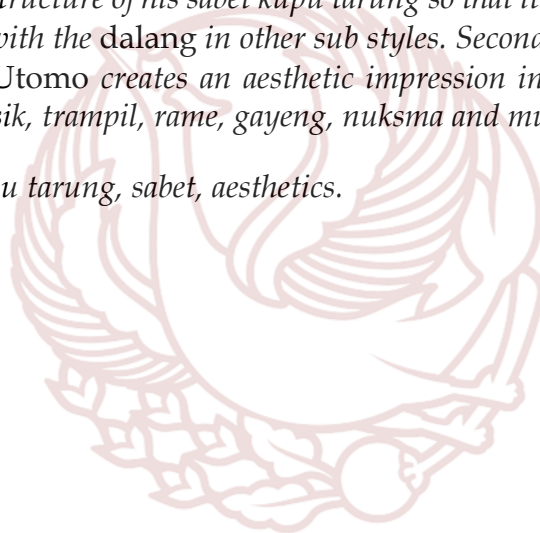 structure of his sabet kupu tarung so that it
with the dalang in other sub styles. Second
Utomo creates an aesthetic impression in
sik, trampil, rame, gayeng, nuksma and mu
u tarung, sabet, aesthetics.